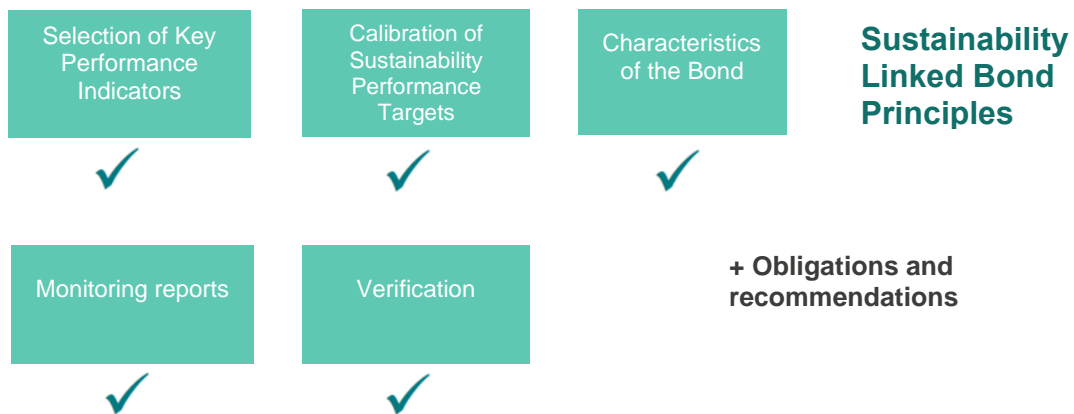 Selection of Key
Performance
Indicators
Calibration of
Sustainability
Performance
Targets
Characteristics
of the Bond
Sustainability
Linked Bond
Principles
Monitoring reports
Verification
+ Obligations and
recommendations